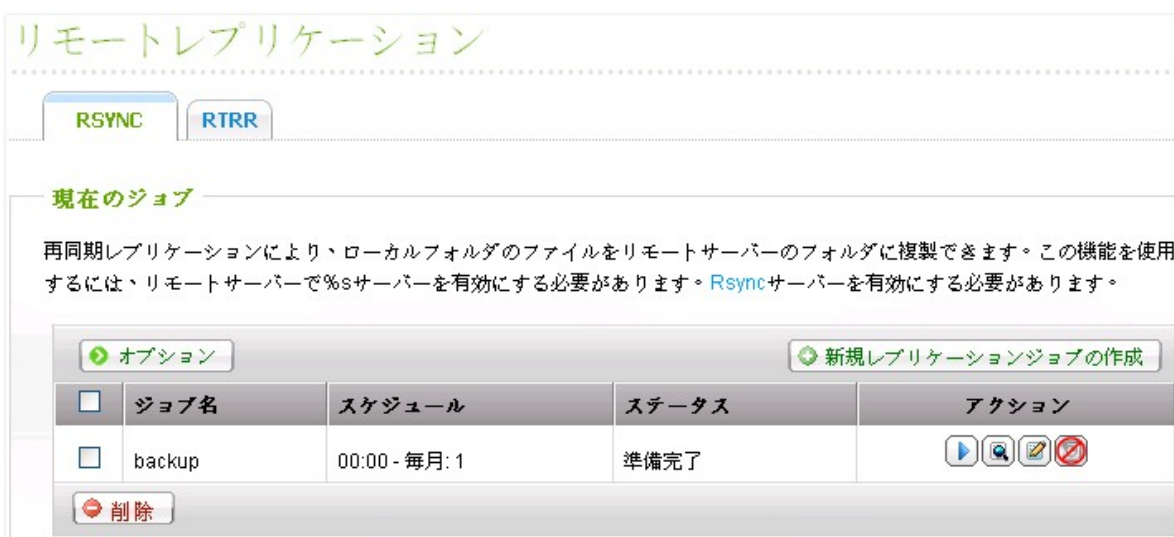 リモートレプリケーション
RSYNC RTRR
現在のジョブ
再同期レプリケーションにより、ローカルフォルダのファイルをリモートサーバーのフォルダに複製できます。この機能を使用
するには、リモートサーバーで%sサーバーを有効にする必要があります。Rsyncサーバーを有効にする必要があります。
オプション 新規レプリケーションジョブの作成
ジョブ名 スケジュール ステータス アクション
backup 00:00 - 毎月: 1 準備完了
削除